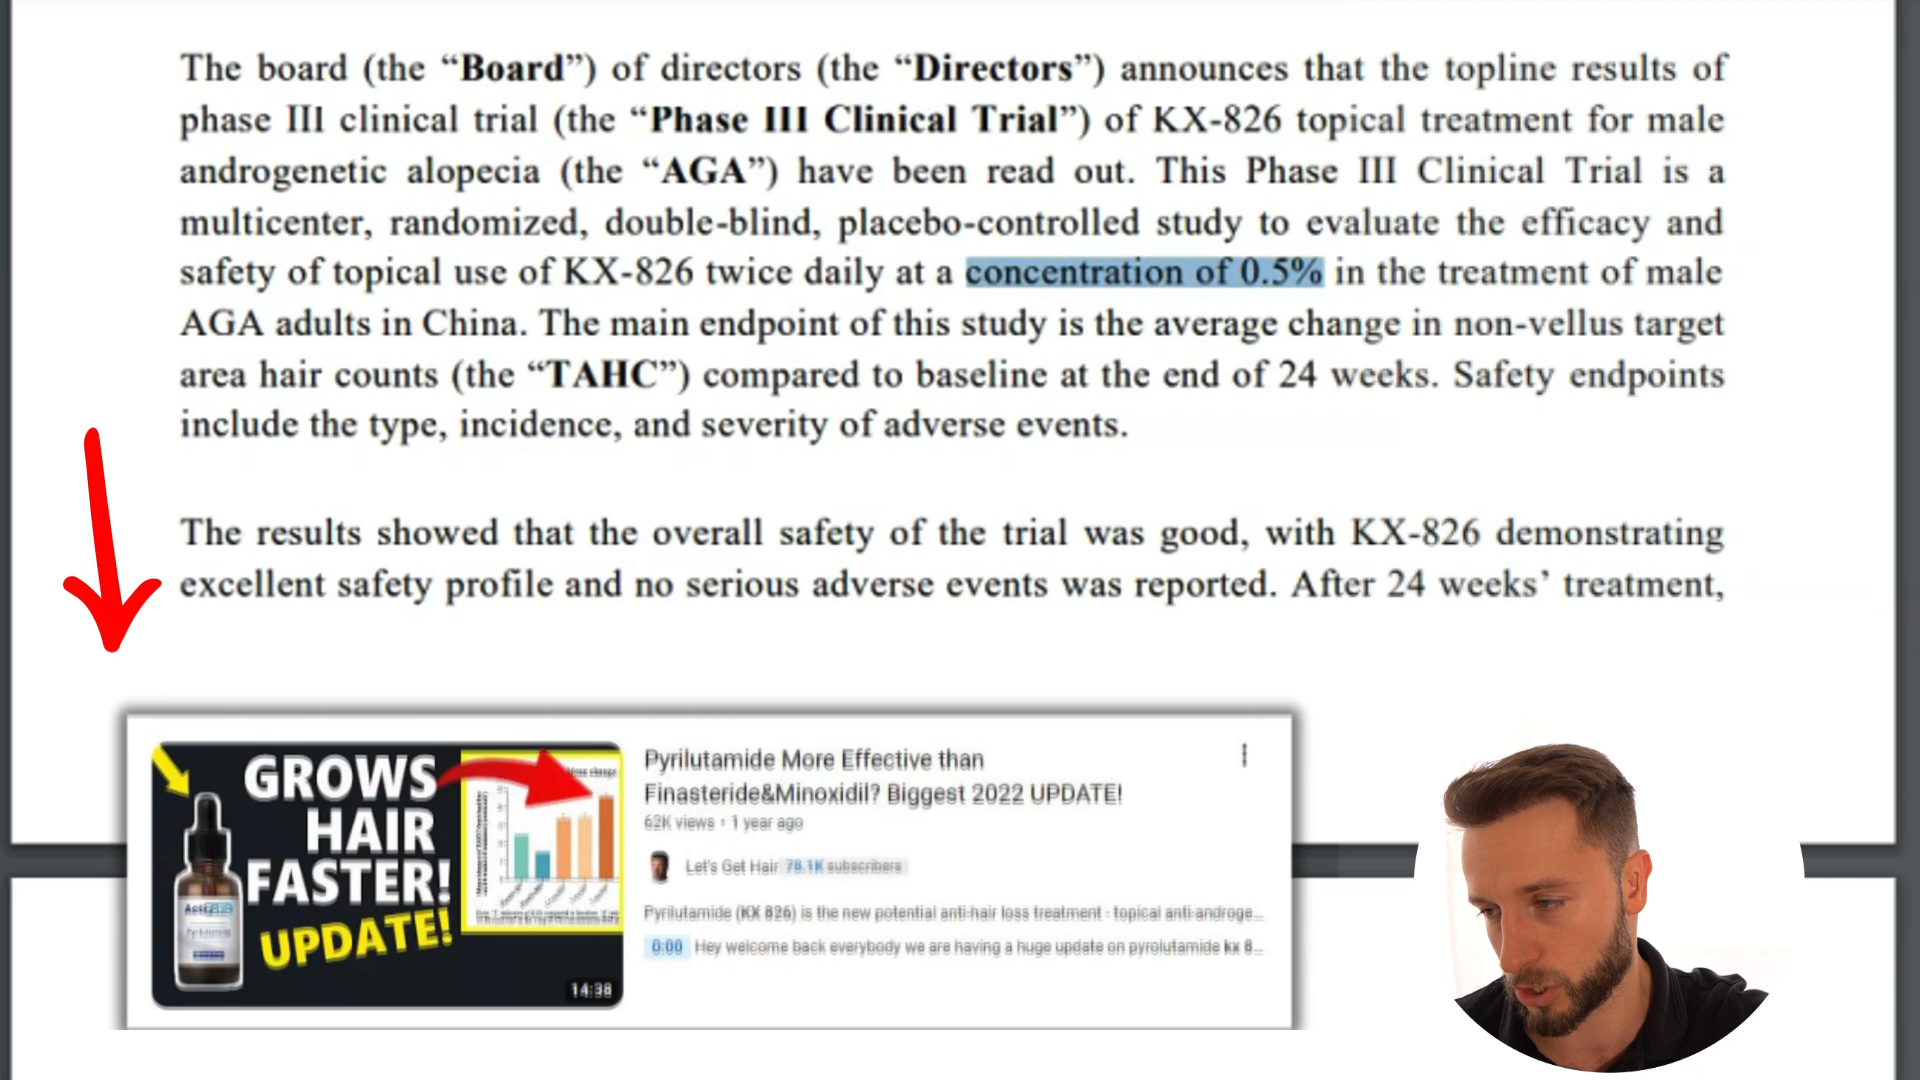 The board (the “Board”) of directors (the “Directors”) announces that the topline results of
phase III clinical trial (the “Phase III Clinical Trial”) of KX-826 topical treatment for male
androgenetic alopecia (the “AGA”) have been read out. This Phase III Clinical Trial is a
multicenter, randomized, double-blind, placebo-controlled study to evaluate the efficacy and
safety of topical use of KX-826 twice daily at a concentration of 0.5% in the treatment of male
AGA adults in China. The main endpoint of this study is the average change in non-vellus target
area hair counts (the “TAHC”) compared to baseline at the end of 24 weeks. Safety endpoints
include the type, incidence, and severity of adverse events.
The results showed that the overall safety of the trial was good, with KX-826 demonstrating
excellent safety profile and no serious adverse events was reported. After 24 weeks’ treatment,
GROWS
HAIR
FASTER!
UPDATE!
14:38
Pyrilutamide More Effective than
Finasteride&Minoxidil? Biggest 2022 UPDATE!
62K views • 1 year ago
Let's Get Hair 78.1K subscribers
Pyrilutamide (KX 826) is the new potential anti-hair loss treatment - topical anti-androge...
0:00 Hey welcome back everybody we are having a huge update on pyrolutamide kx 8...